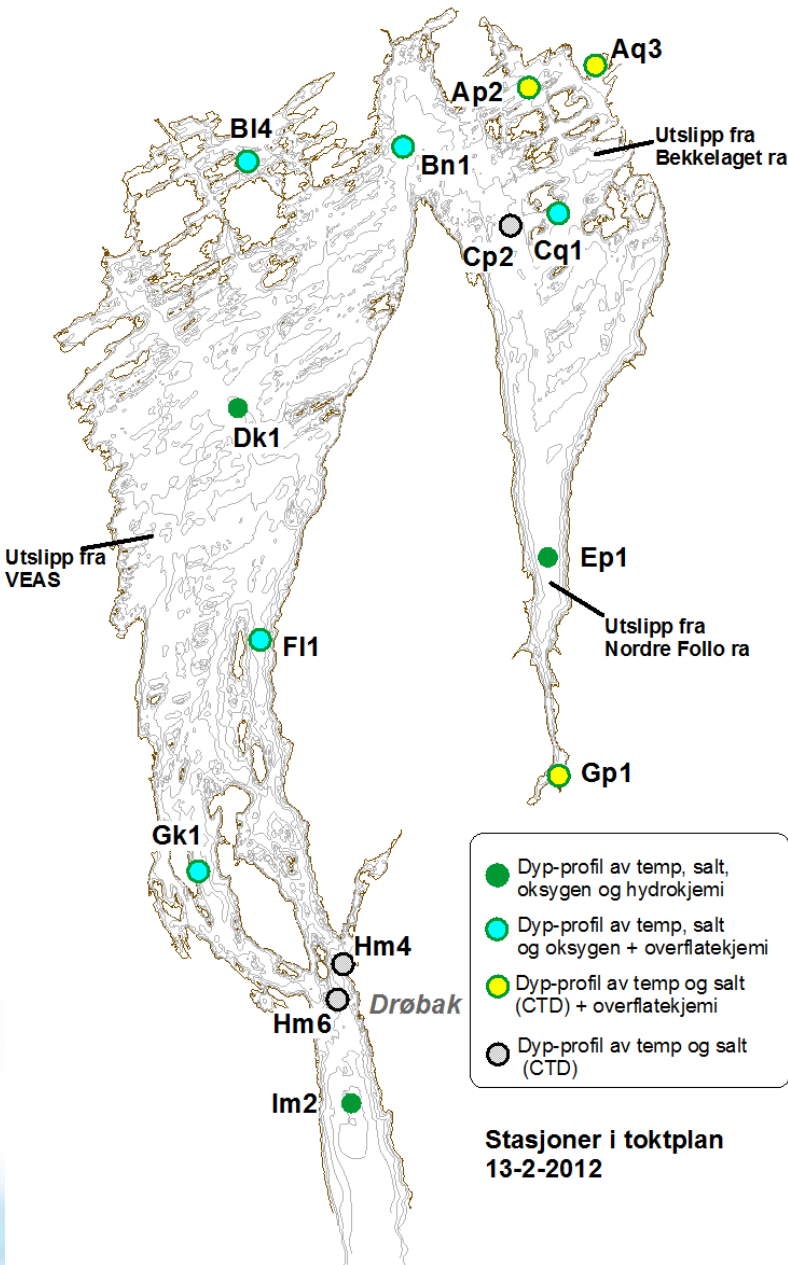 Aq3
Ap2
Bl4
Bn1
Utslipp fra
Bekkelaget ra
Cp2
Cq1
Dk1
Utslipp fra
VEAS
Ep1
Utslipp fra
Nordre Follo ra
Fl1
Gp1
Gk1
Hm4
Drøbak
Hm6
Im2
Dyp-profil av temp, salt,
oksygen og hydrokjemi
Dyp-profil av temp, salt
og oksygen + overflatekjemi
Dyp-profil av temp og salt
(CTD) + overflatekjemi
Dyp-profil av temp og salt
(CTD)
Stasjoner i toktplan
13-2-2012